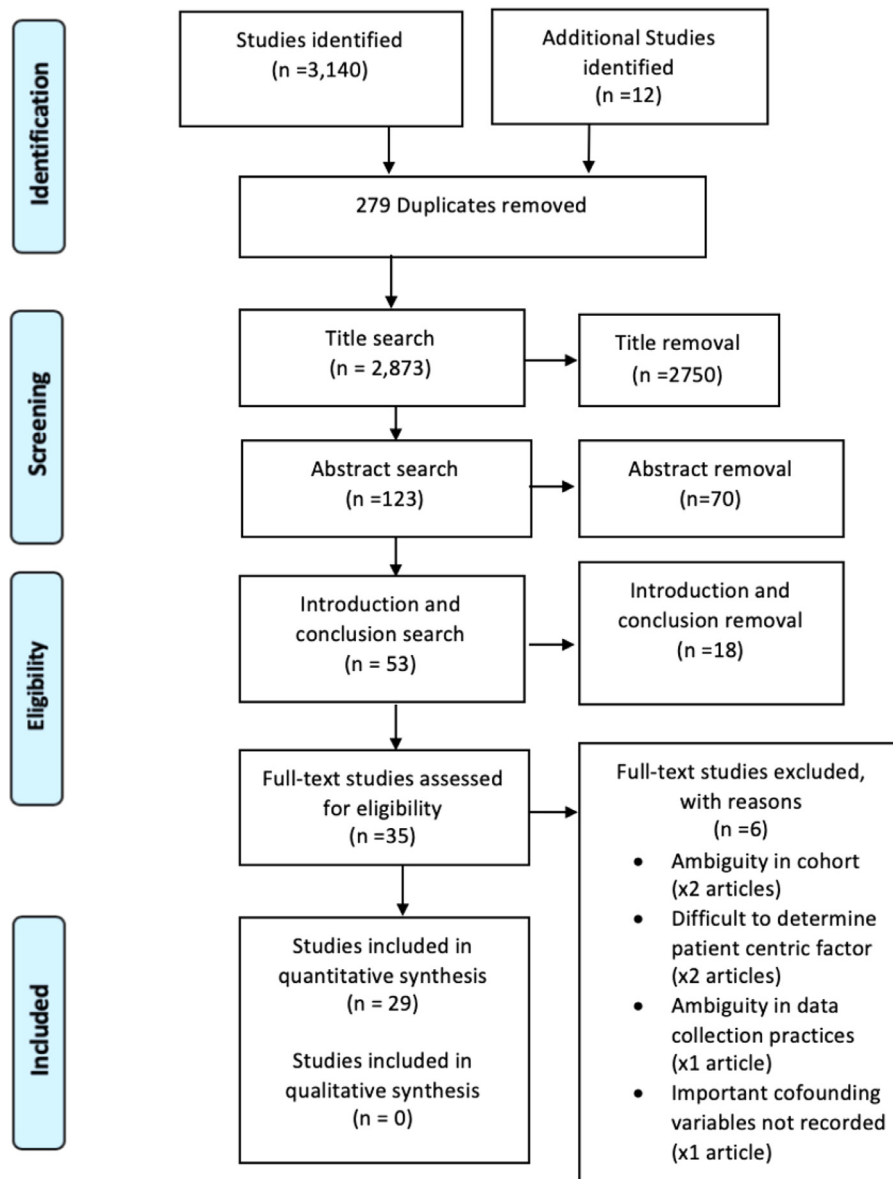 Identification
Studies identified
(n =3,140)
Additional Studies
identified
(n =12)
279 Duplicates removed
Screening
Title search
(n = 2,873)
Title removal
(n =2750)
Abstract search
(n =123)
Abstract removal
(n=70)
Eligibility
Introduction and
conclusion search
(n = 53)
Introduction and
conclusion removal
(n =18)
Full-text studies assessed
for eligibility
(n =35)
Full-text studies excluded,
with reasons
(n =6)
• Ambiguity in cohort
(x2 articles)
• Difficult to determine
patient centric factor
(x2 articles)
• Ambiguity in data
collection practices
(x1 article)
• Important cofounding
variables not recorded
(x1 article)
Included
Studies included in
quantitative synthesis
(n = 29)
Studies included in
qualitative synthesis
(n = 0)